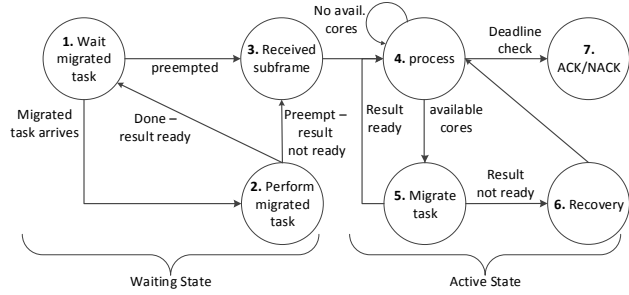 No avail.
cores
1. Wait
migrated
task
preempted
3. Received
subframe
4. process
Deadline
check
7.
ACK/NACK
Migrated
task arrives
Done –
result ready
Preempt –
result
not ready
Result
ready
available
cores
2. Perform
migrated
task
5. Migrate
task
Result
not ready
6. Recovery
Waiting State
Active State